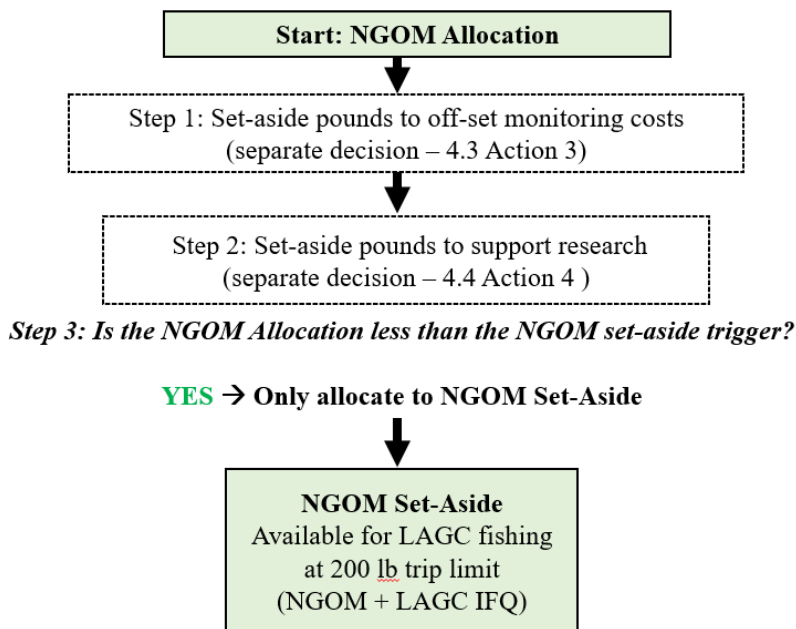 Start: NGOM Allocation
Step 1: Set-aside pounds to off-set monitoring costs
(separate decision – 4.3 Action 3)
Step 2: Set-aside pounds to support research
(separate decision – 4.4 Action 4 )
Step 3: Is the NGOM Allocation less than the NGOM set-aside trigger?
YES → Only allocate to NGOM Set-Aside
NGOM Set-Aside
Available for LAGC fishing
at 200 lb trip limit
(NGOM + LAGC IFQ)